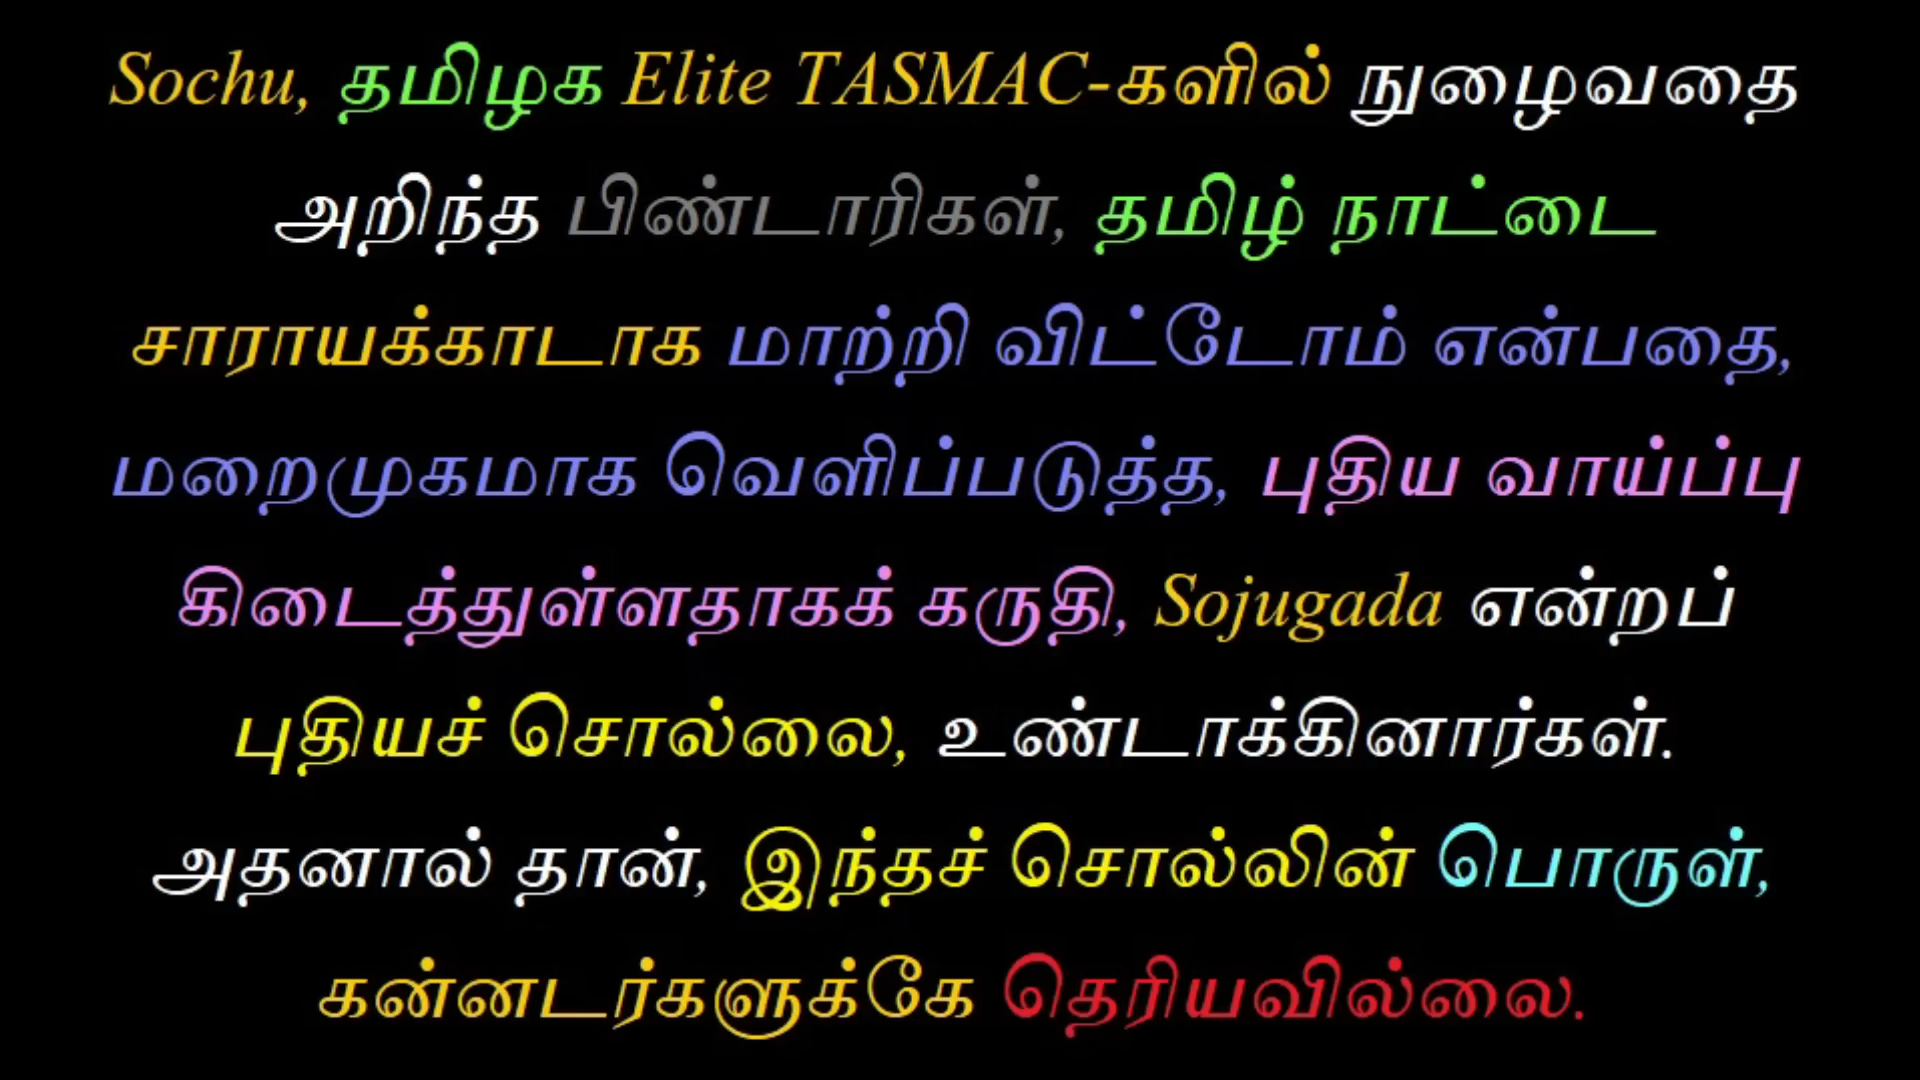 Sochu, தமிழக Elite TASMAC-களில் நுழைவதை
அறிந்த பிண்டாரிகள், தமிழ் நாட்டை
சாராயக்காடாக மாற்றி விட்டோம் என்பதை,
மறைமுகமாக வெளிப்படுத்த, புதிய வாய்ப்பு
கிடைத்துள்ளதாகக் கருதி, Sojugada என்றப்
புதியச் சொல்லை, உண்டாக்கினார்கள்.
அதனால் தான், இந்தச் சொல்லின் பொருள்,
கன்னடர்களுக்கே தெரியவில்லை.